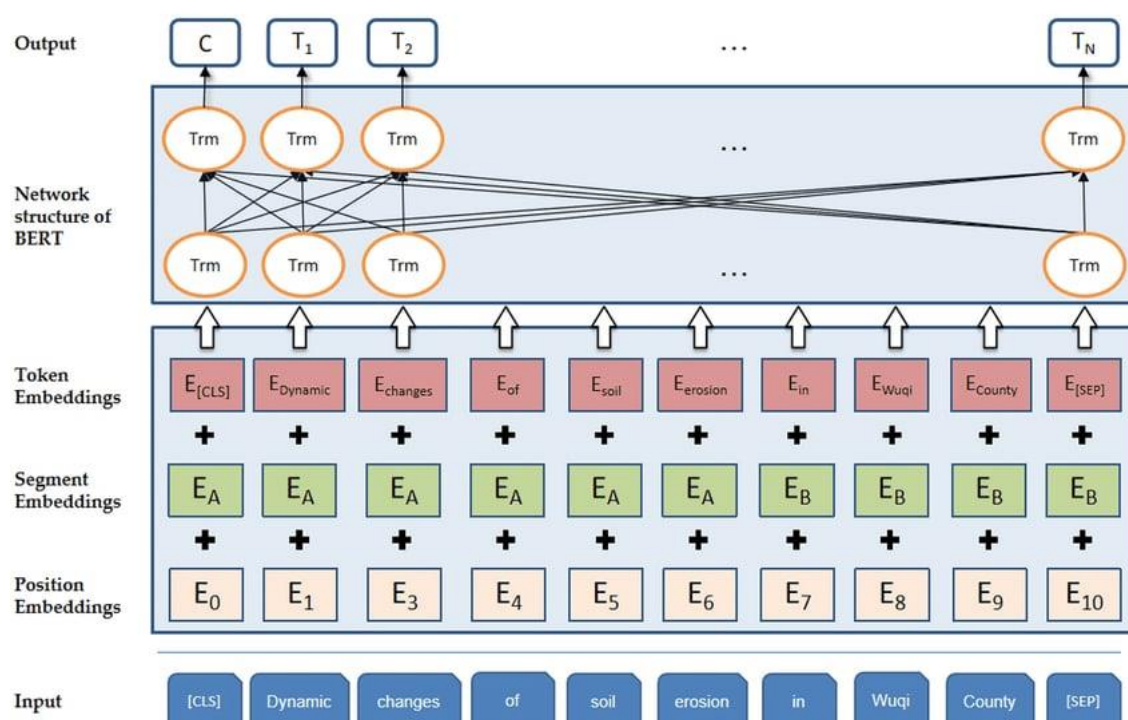 Output C T1 T2 ... TN
Trm Trm Trm ... Trm
Network
structure of
BERT
Trm Trm Trm ... Trm
Token
Embeddings
E[CLS] EDynamic Echanges Eof Esoil Eerosion Ein EWuqi ECounty E[SEP]
+ + + + + + + + + +
Segment
Embeddings
EA EA EA EA EA EA EB EB EB EB
+ + + + + + + + + +
Position
Embeddings
E0 E1 E3 E4 E5 E6 E7 E8 E9 E10
Input [CLS] Dynamic changes of soil erosion in Wuqi County [SEP]